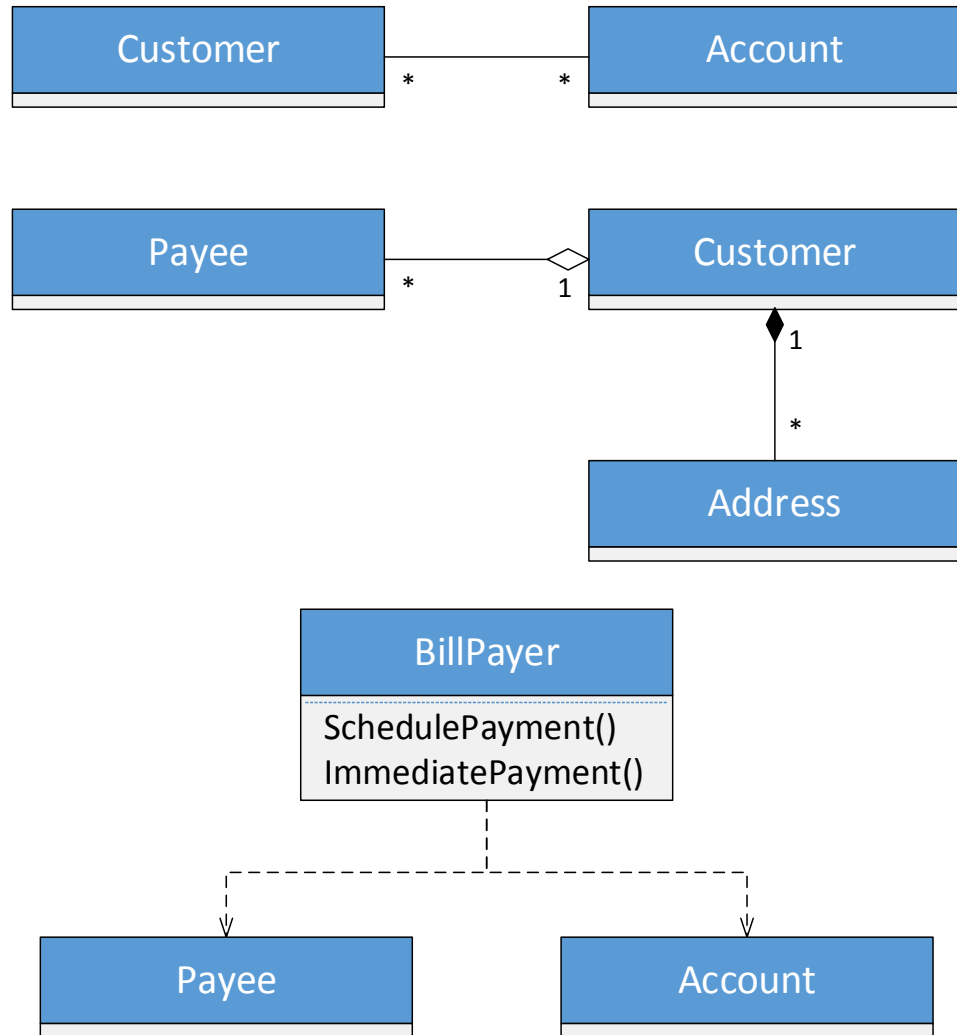 Customer
Account
*
*
Payee
Customer
*
1
1
*
Address
BillPayer
SchedulePayment()
ImmediatePayment()
Payee
Account